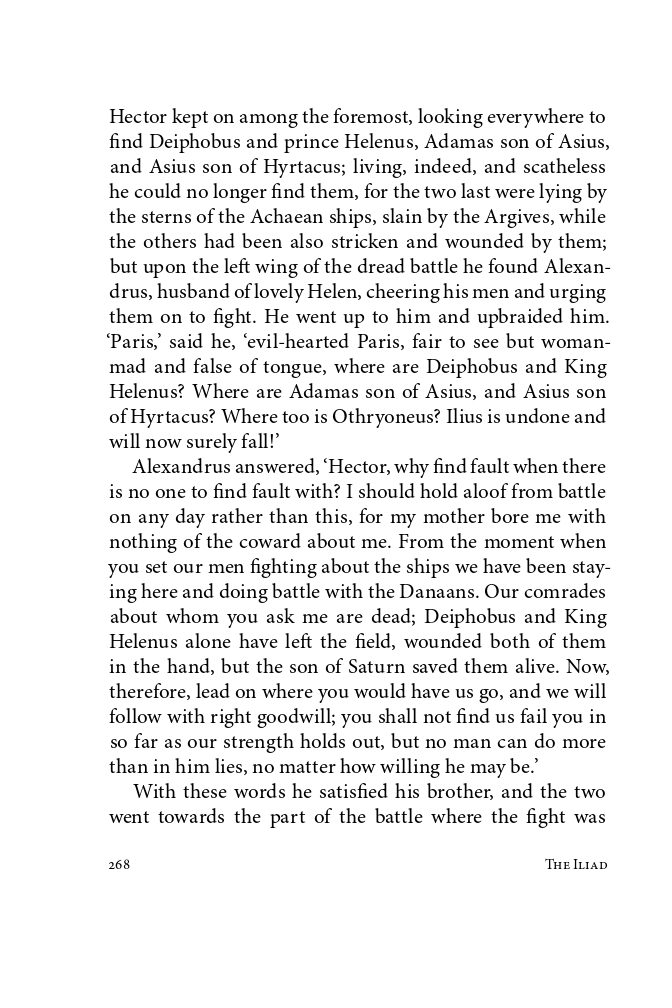 Hector kept on among the foremost, looking everywhere to
find Deiphobus and prince Helenus, Adamas son of Asius,
and Asius son of Hyrtacus; living, indeed, and scatheless
he could no longer find them, for the two last were lying by
the sterns of the Achaean ships, slain by the Argives, while
the others had been also stricken and wounded by them;
but upon the left wing of the dread battle he found Alexan-
drus, husband of lovely Helen, cheering his men and urging
them on to fight. He went up to him and upbraided him.
‘Paris,’ said he, ‘evil-hearted Paris, fair to see but woman-
mad and false of tongue, where are Deiphobus and King
Helenus? Where are Adamas son of Asius, and Asius son
of Hyrtacus? Where too is Othryoneus? Ilius is undone and
will now surely fall!’
Alexandrus answered, ‘Hector, why find fault when there
is no one to find fault with? I should hold aloof from battle
on any day rather than this, for my mother bore me with
nothing of the coward about me. From the moment when
you set our men fighting about the ships we have been stay-
ing here and doing battle with the Danaans. Our comrades
about whom you ask me are dead; Deiphobus and King
Helenus alone have left the field, wounded both of them
in the hand, but the son of Saturn saved them alive. Now,
therefore, lead on where you would have us go, and we will
follow with right goodwill; you shall not find us fail you in
so far as our strength holds out, but no man can do more
than in him lies, no matter how willing he may be.’
With these words he satisfied his brother, and the two
went towards the part of the battle where the fight was
268 The Iliad